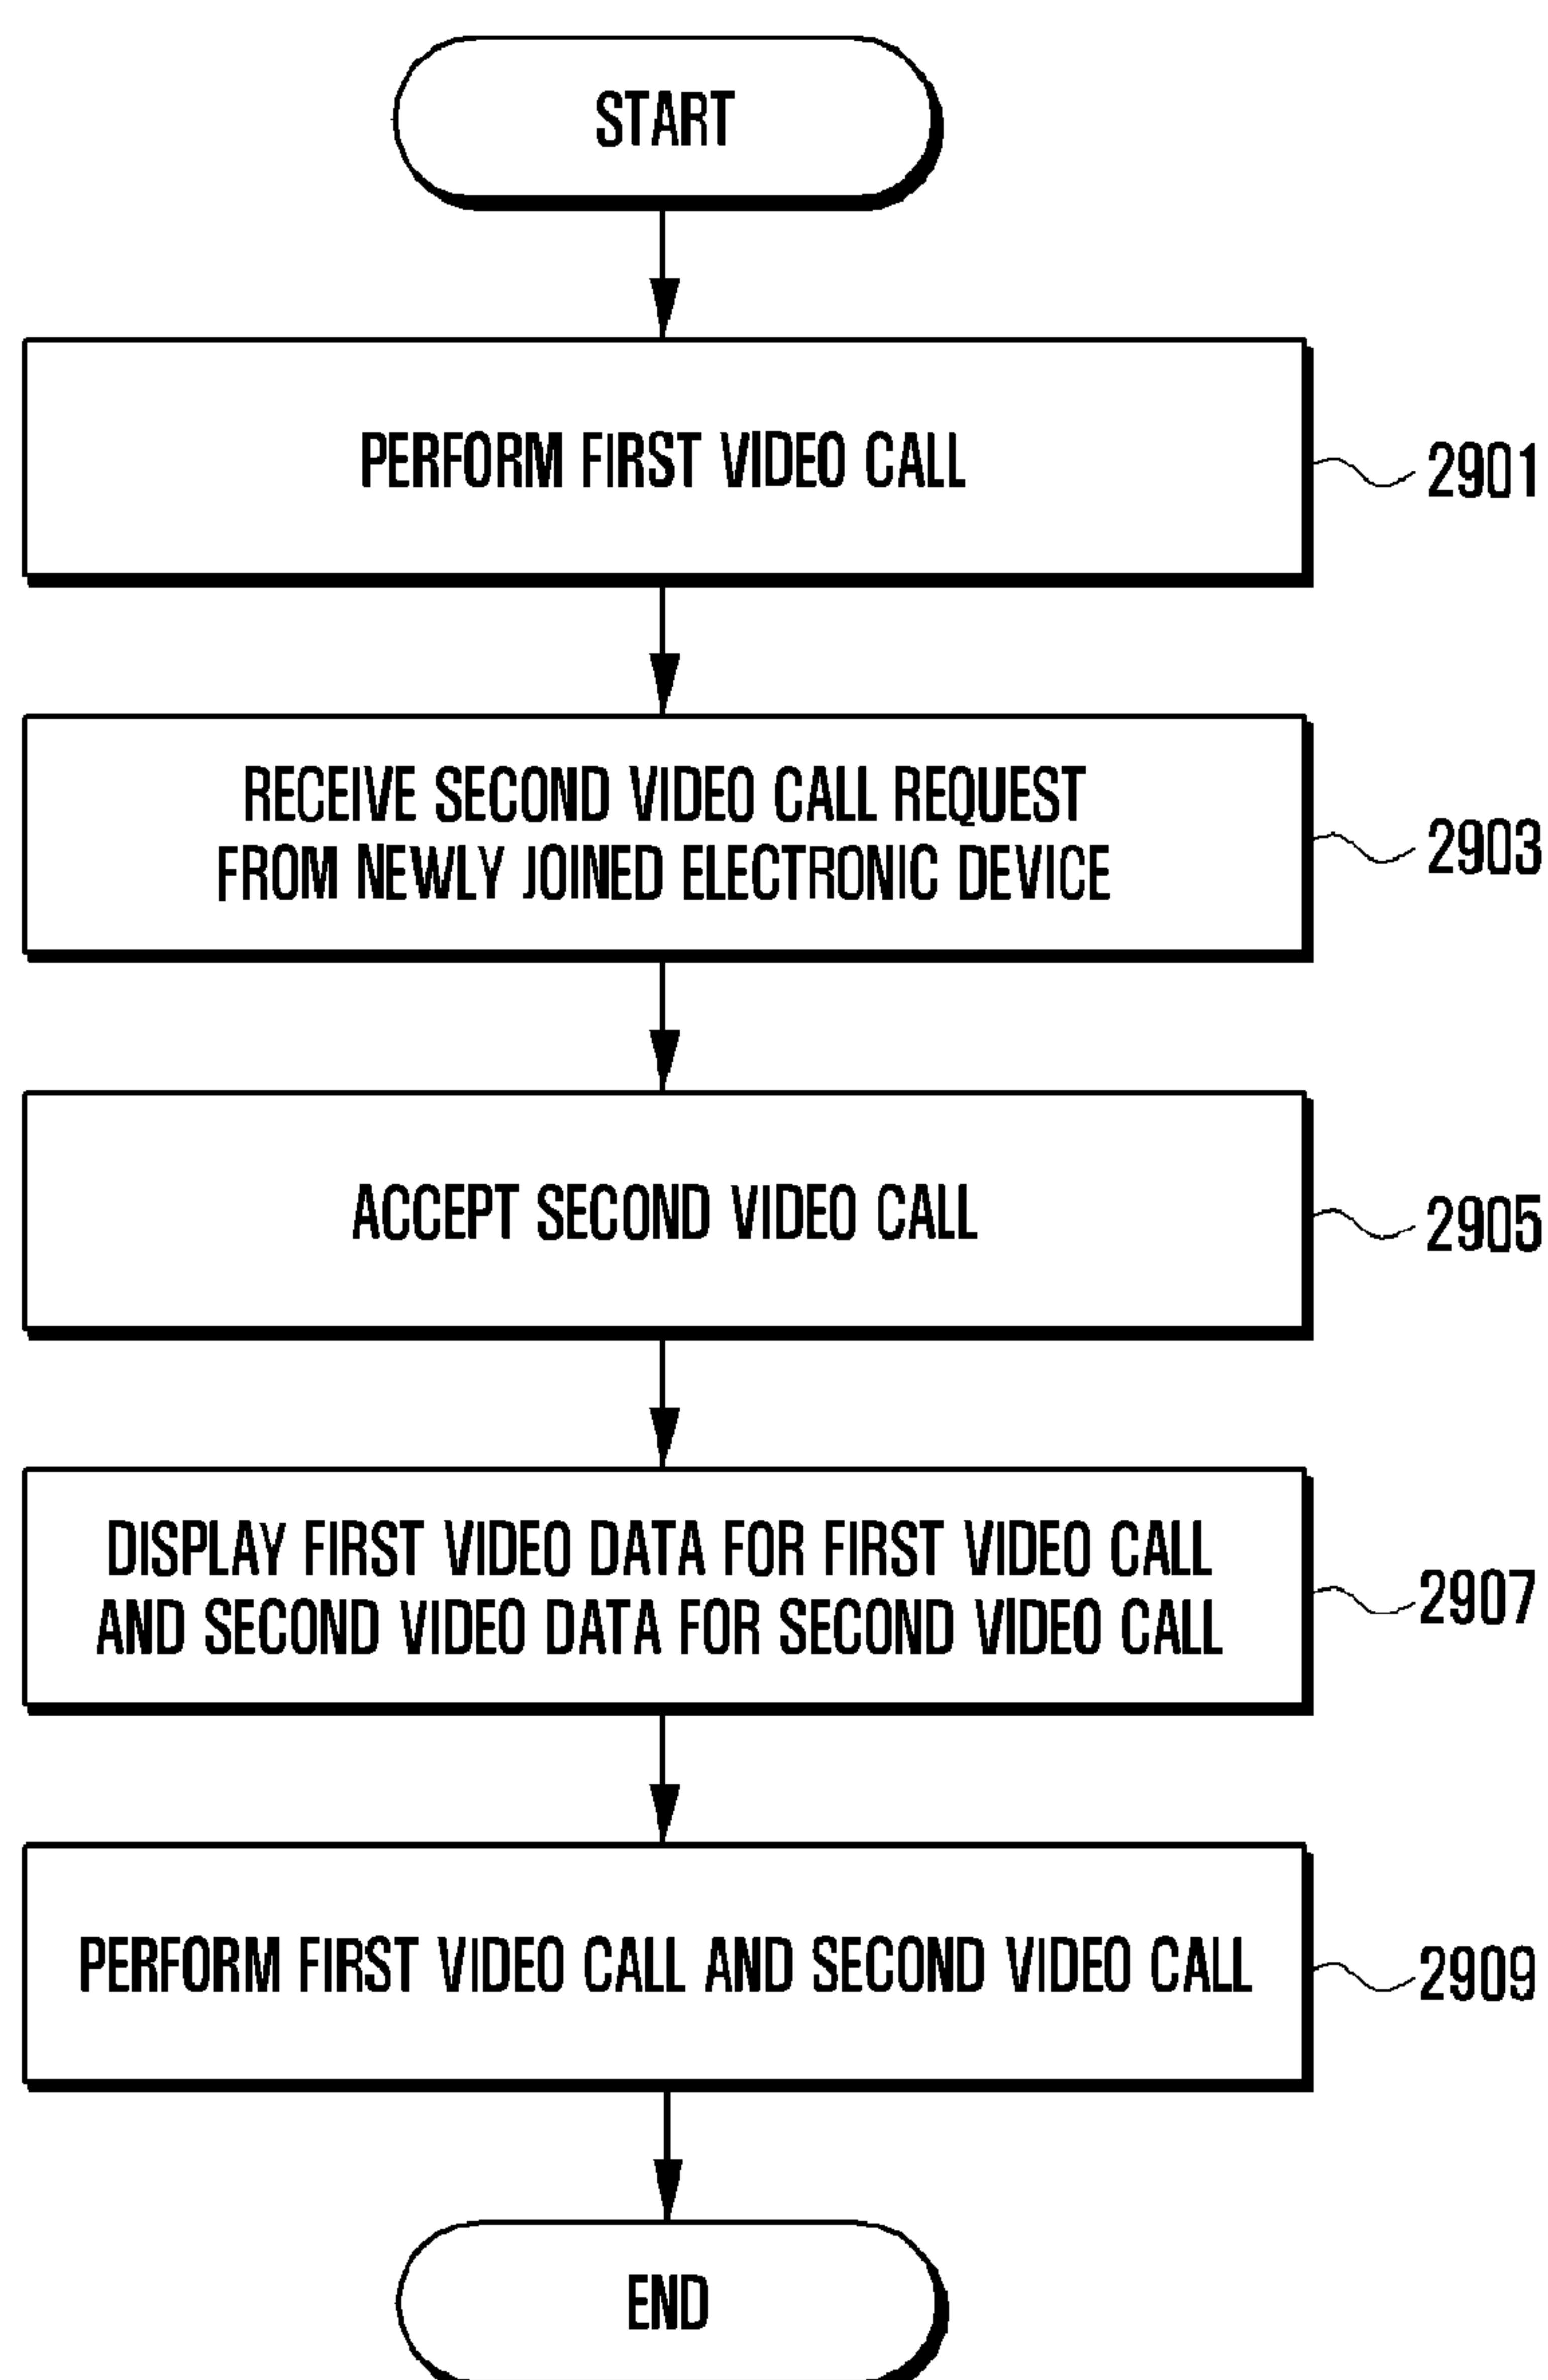 START
PERFORM FIRST VIDEO CALL
2901
RECEIVE SECOND VIDEO CALL REQUEST
FROM NEWLY JOINED ELECTRONIC DEVICE
2903
ACCEPT SECOND VIDEO CALL
2905
DISPLAY FIRST VIDEO DATA FOR FIRST VIDEO CALL
AND SECOND VIDEO DATA FOR SECOND VIDEO CALL
2907
PERFORM FIRST VIDEO CALL AND SECOND VIDEO CALL
2909
END